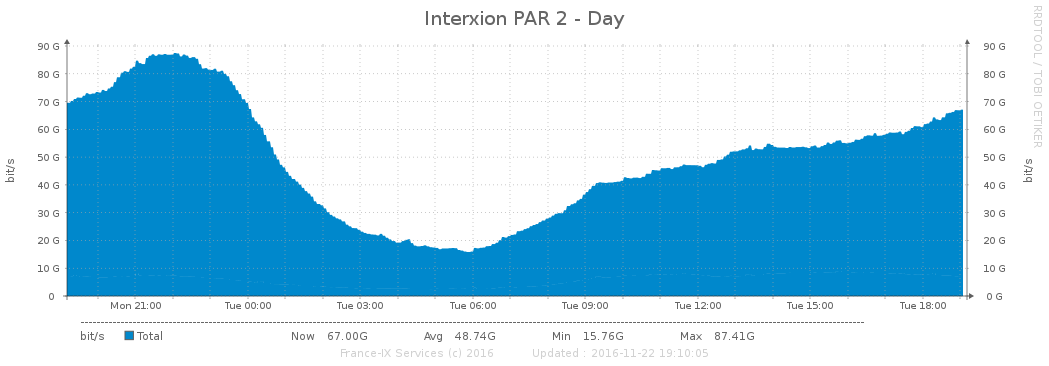 Interxion PAR 2 - Day
RRDTOOL / TOBI OETIKER
90 G 90 G
80 G 80 G
70 G 70 G
60 G 60 G
50 G 50 G
40 G 40 G
30 G 30 G
20 G 20 G
10 G 10 G
0 0 G
bit/s
bit/s
Mon 21:00 Tue 00:00 Tue 03:00 Tue 06:00 Tue 09:00 Tue 12:00 Tue 15:00 Tue 18:00
bit/s Total Now 67.00G Avg 48.74G Min 15.76G Max 87.41G
France-IX Services (c) 2016 Updated : 2016-11-22 19:10:05